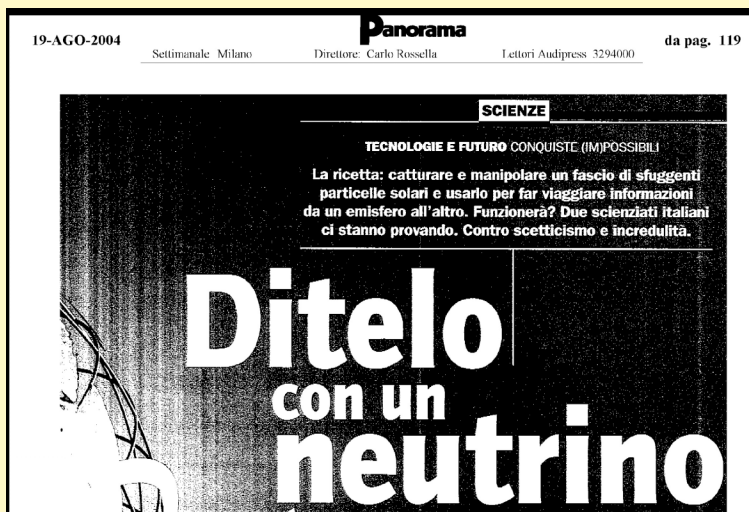 Panorama
19-AGO-2004
da pag. 119
Settimanale Milano Direttore: Carlo Rossella Lettori Audipress 3294000
SCIENZE
TECNOLOGIE E FUTURO CONQUISTE (IM)POSSIBILI
La ricetta: catturare e manipolare un fascio di sfuggenti
particelle solari e usarlo per far viaggiare informazioni
da un emisfero all'altro. Funzionerà? Due scienziati italiani
ci stanno provando. Contro scetticismo e incredulità.
Ditelo
con un
neutrino